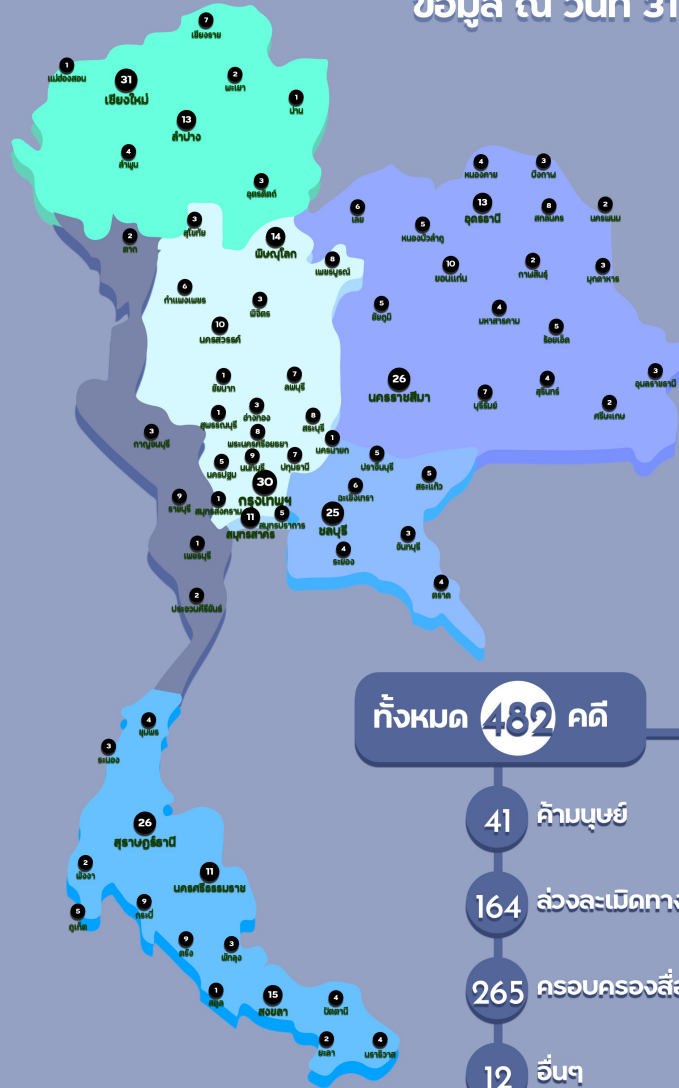 ข้อมูล ณ วันที่ 31
7
เชียงราย
1
แม่ฮ่องสอน
31
เชียงใหม่
2
พะเยา
1
น่าน
13
ลำปาง
4
ลำพูน
3
อุตรดิตถ์
2
ตาก
3
สุโขทัย
14
พิษณุโลก
8
เพชรบูรณ์
6
กำแพงเพชร
3
พิจิตร
10
นครสวรรค์
1
ชัยนาท
7
ลพบุรี
1
สุพรรณบุรี
3
อ่างทอง
8
สระบุรี
8
พระนครศรีอยุธยา
1
นครนายก
5
นครปฐม
9
นนทบุรี
7
ปทุมธานี
30
กรุงเทพฯ
1
สมุทรสงคราม
11
สมุทรสาคร
5
สมุทรปราการ
4
หนองคาย
3
บึงกาฬ
6
เลย
5
หนองบัวลำภู
13
อุดรธานี
8
สกลนคร
2
นครพนม
10
ขอนแก่น
2
กาฬสินธุ์
3
มุกดาหาร
5
ชัยภูมิ
4
มหาสารคาม
5
ร้อยเอ็ด
26
นครราชสีมา
7
บุรีรัมย์
4
สุรินทร์
2
ศรีษะเกษ
3
อุบลราชธานี
5
ปราจีนบุรี
5
สระแก้ว
6
ฉะเชิงเทรา
25
ชลบุรี
4
ระยอง
3
จันทบุรี
4
ตราด
3
กาญจนบุรี
9
ราชบุรี
1
เพชรบุรี
2
ประจวบคีรีขันธ์
4
ชุมพร
3
ระนอง
26
สุราษฎร์ธานี
2
พังงา
11
นครศรีธรรมราช
5
ภูเก็ต
9
กระบี่
9
ตรัง
3
พัทลุง
1
สตูล
15
สงขลา
4
ปัตตานี
2
ยะลา
4
นราธิวาส
ทั้งหมด 482 คดี
41 ค้ามนุษย์
164 ล่วงละเมิดทาง
265 ครอบครองสื่อ
12 อื่นๆ